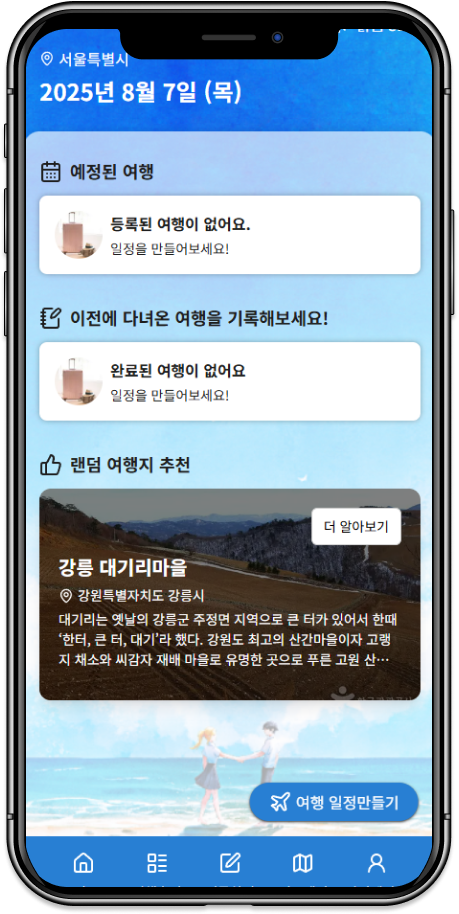 서울특별시
2025년 8월 7일 (목)
예정된 여행
등록된 여행이 없어요.
일정을 만들어보세요!
이전에 다녀온 여행을 기록해보세요!
완료된 여행이 없어요
일정을 만들어보세요!
랜덤 여행지 추천
더 알아보기
강릉 대기리마을
강원특별자치도 강릉시
대기리는 옛날의 강릉군 주정면 지역으로 큰 터가 있어서 한때
‘한터, 큰 터, 대기’라 했다. 강원도 최고의 산간마을이자 고랭
지 채소와 씨감자 재배 마을로 유명한 곳으로 푸른 고원 산…
여행 일정만들기